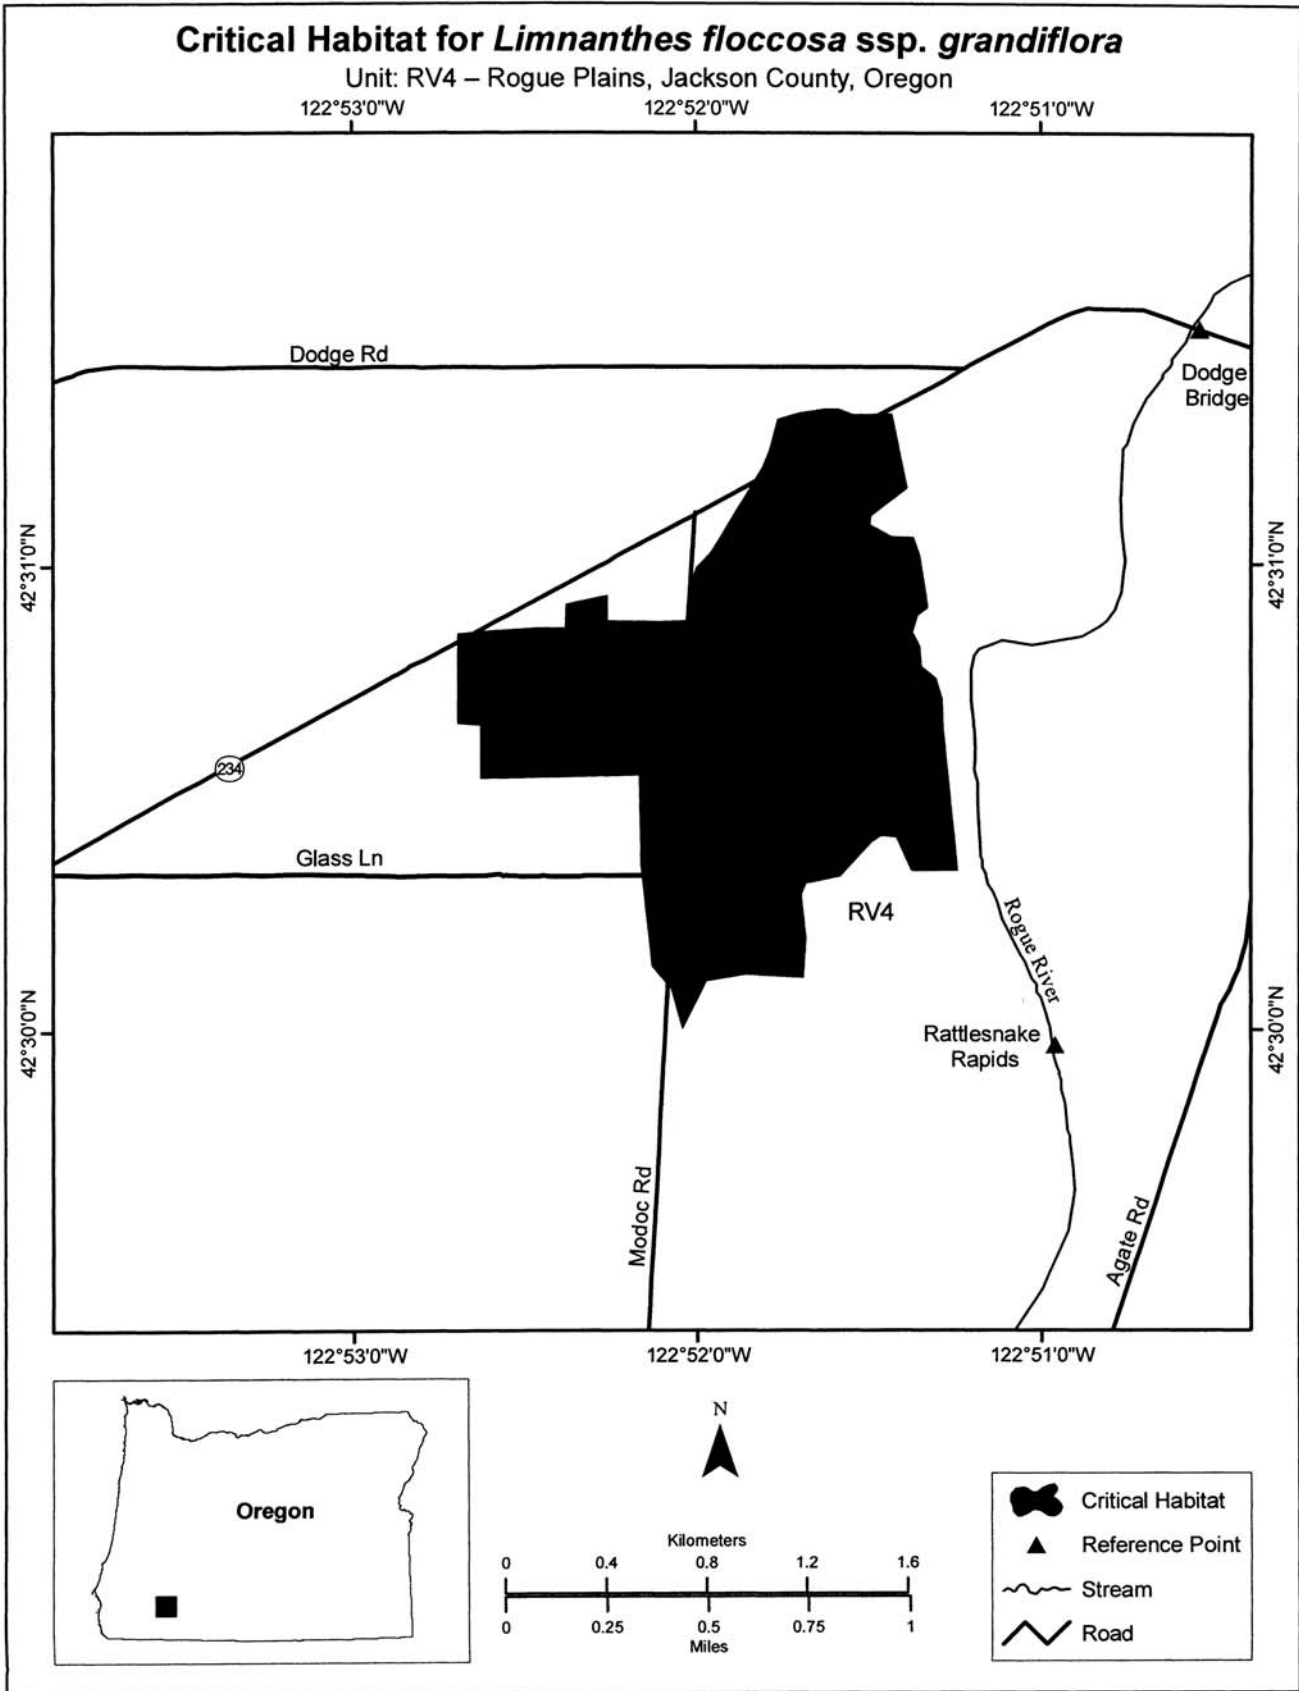 Critical Habitat for Limnanthes floccosa ssp. grandiflora
Unit: RV4 – Rogue Plains, Jackson County, Oregon
122°53'0"W 122°52'0"W 122°51'0"W
Dodge Rd
Dodge
Bridge
42°31'0"N
42°31'0"N
234
Glass Ln
RV4
Rogue River
42°30'0"N
42°30'0"N
Rattlesnake
Rapids
Modoc Rd
Agate Rd
122°53'0"W 122°52'0"W 122°51'0"W
Oregon
N
Kilometers
0 0.4 0.8 1.2 1.6
0 0.25 0.5 0.75 1
Miles
Critical Habitat
Reference Point
Stream
Road